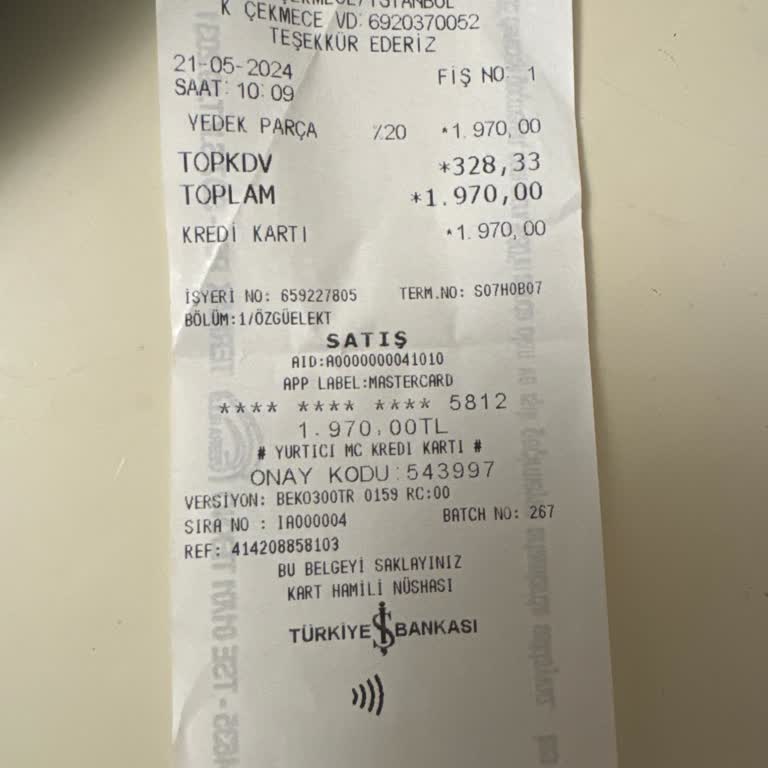 K ÇEKMECE VD: 6920370052
TEŞEKKÜR EDERİZ
21-05-2024
FİŞ NO: 1
SAAT: 10:09
YEDEK PARÇA %20 *1.970,00
TOPKDV *328,33
TOPLAM *1.970,00
KREDİ KARTI *1.970,00
İŞYERİ NO: 659227805 TERM.NO: S07H0B07
BÖLÜM:1/ÖZGÜELEKT
SATIŞ
AID:A0000000041010
APP LABEL:MASTERCARD
**** **** **** 5812
1.970,00TL
# YURTICI MC KREDI KARTI #
ONAY KODU:543997
VERSİYON: BEKO300TR 0159 RC:00
SIRA NO : IA000004 BATCH NO: 267
REF: 414208858103
BU BELGEYİ SAKLAYINIZ
KART HAMİLİ NÜSHASI
TÜRKİYE İŞ BANKASI